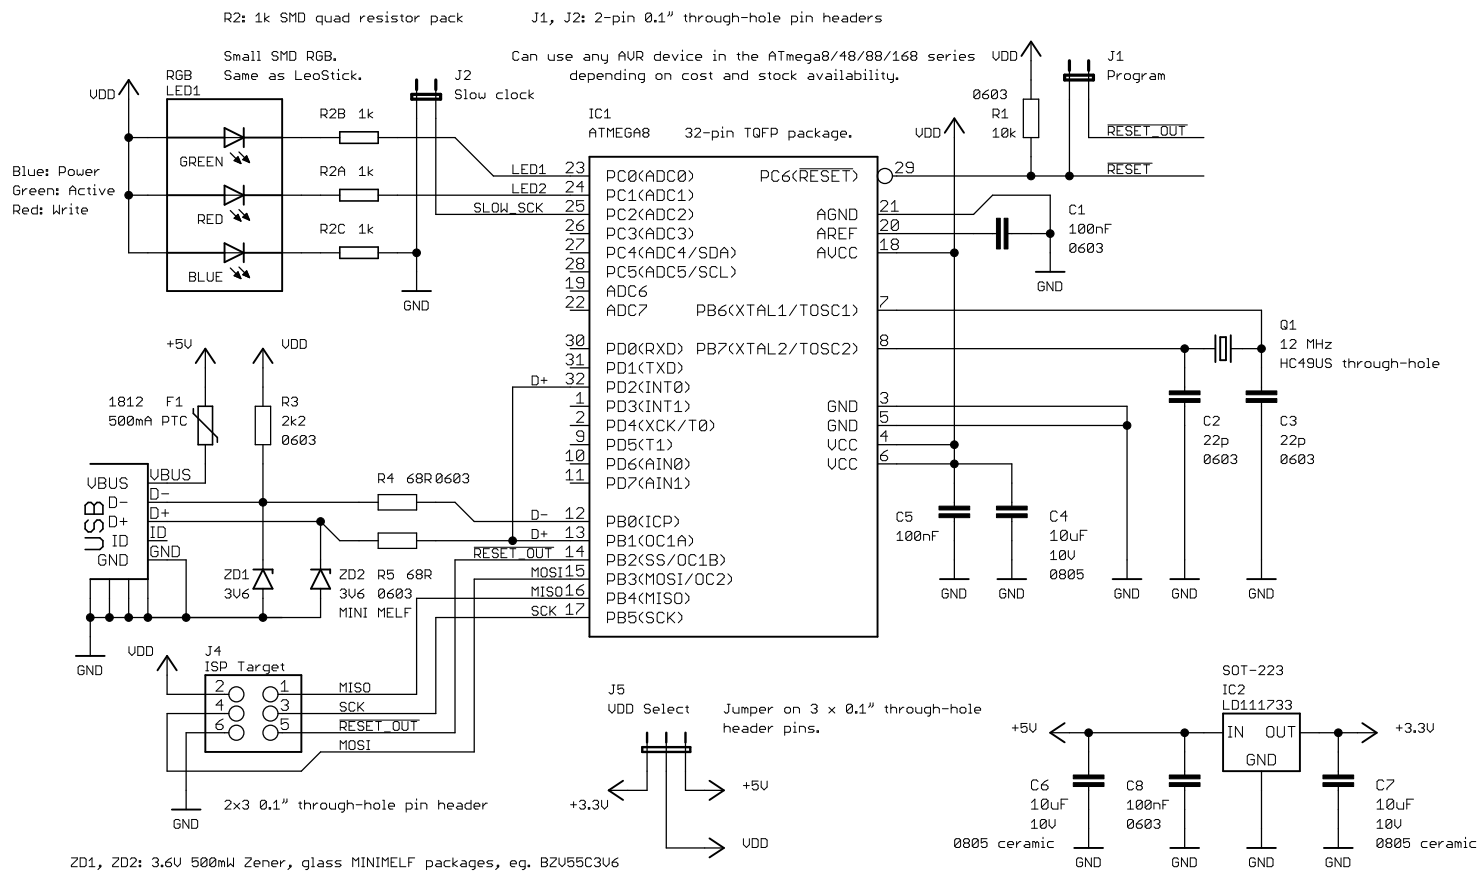 R2: 1k SMD quad resistor pack
J1, J2: 2-pin 0.1" through-hole pin headers
Small SMD RGB.
Same as LeoStick.
Can use any AVR device in the ATmega8/48/88/168 series
depending on cost and stock availability.
VDD
J1
Program
RGB
LED1
VDD
J2
Slow clock
0603
R1
10k
RESET_OUT
RESET
R2B 1k
GREEN
R2A 1k
RED
R2C 1k
BLUE
Blue: Power
Green: Active
Red: Write
GND
IC1
ATMEGA8
32-pin TQFP package.
VDD
LED1 23 PC0(ADC0)
LED2 24 PC1(ADC1)
SLOW_SCK 25 PC2(ADC2)
26 PC3(ADC3)
27 PC4(ADC4/SDA)
28 PC5(ADC5/SCL)
19 ADC6
22 ADC7
30 PD0(RXD)
31 PD1(TXD)
D+ 32 PD2(INT0)
1 PD3(INT1)
2 PD4(XCK/T0)
9 PD5(T1)
10 PD6(AIN0)
11 PD7(AIN1)
D- 12 PB0(ICP)
D+ 13 PB1(OC1A)
RESET_OUT 14 PB2(SS/OC1B)
MOSI 15 PB3(MOSI/OC2)
MISO 16 PB4(MISO)
SCK 17 PB5(SCK)
PC6(RESET) 29
AGND 21
AREF 20
AVCC 18
PB6(XTAL1/TOSC1) 7
PB7(XTAL2/TOSC2) 8
GND 3
GND 5
VCC 4
VCC 6
C1
100nF
0603
GND
Q1
12 MHz
HC49US through-hole
C2
22p
0603
GND
C3
22p
0603
GND
C5
100nF
GND
C4
10uF
10V
0805
GND
GND
+5V
VDD
1812 F1
500mA PTC
R3
2k2
0603
USB
VBUS
D-
D+
ID
GND
VBUS
D-
D+
ID
GND
R4 68R 0603
ZD1
3V6
ZD2
3V6
MINI MELF
R5 68R
0603
GND
VDD
J4
ISP Target
2
4
6
1
3
5
MISO
SCK
RESET_OUT
MOSI
GND
2x3 0.1" through-hole pin header
J5
VDD Select
Jumper on 3 x 0.1" through-hole
header pins.
+3.3V
+5V
VDD
SOT-223
IC2
LD111733
IN OUT
GND
+5V
+3.3V
C6
10uF
10V
0805 ceramic
GND
C8
100nF
0603
GND
GND
C7
10uF
10V
0805 ceramic
GND
ZD1, ZD2: 3.6V 500mW Zener, glass MINIMELF packages, eg. BZV55C3V6